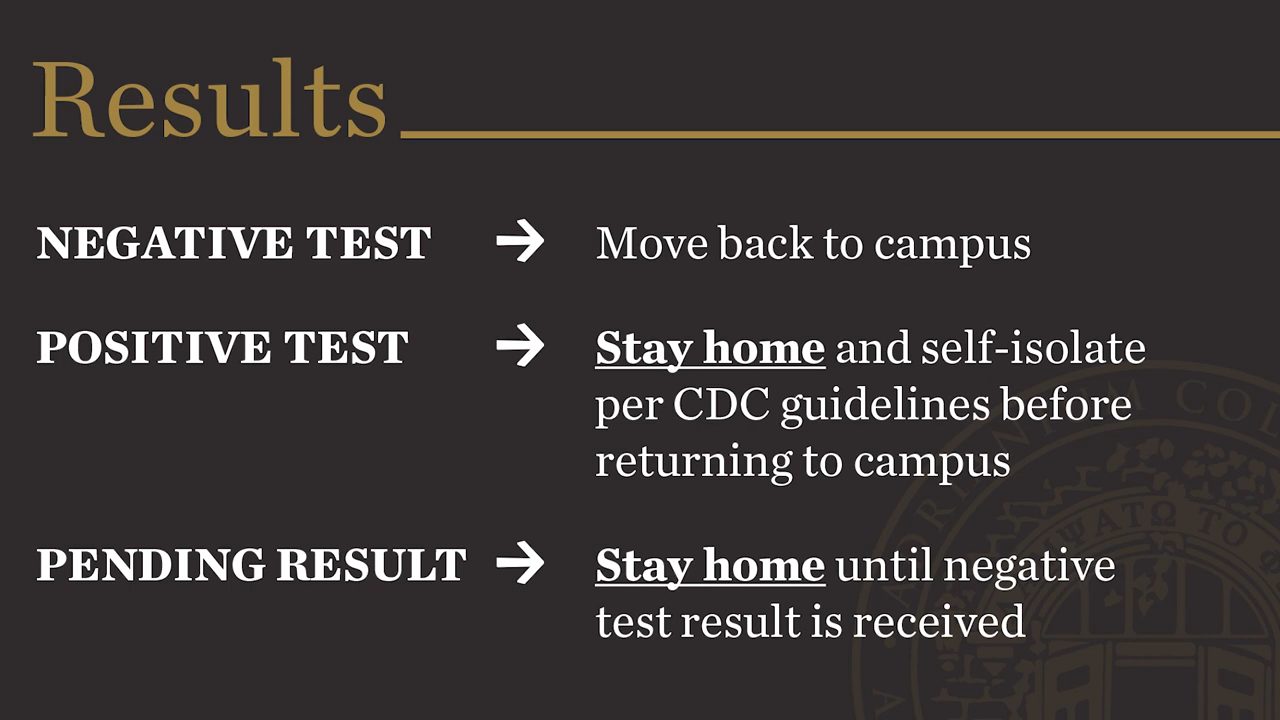 Results
NEGATIVE TEST → Move back to campus
POSITIVE TEST → Stay home and self-isolate
per CDC guidelines before
returning to campus
PENDING RESULT → Stay home until negative
test result is received